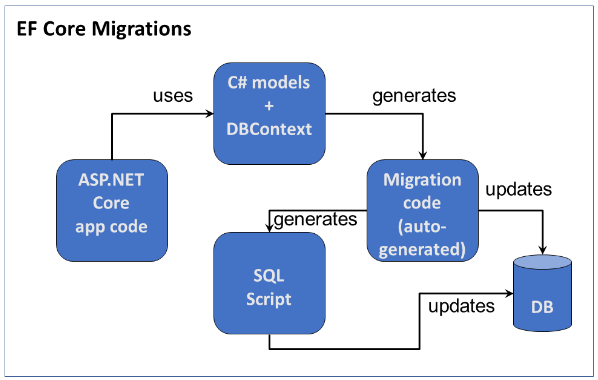 EF Core Migrations
C# models
+
DBContext
uses
generates
ASP.NET
Core
app code
Migration
code
(auto-
generated)
updates
generates
SQL
Script
updates
DB